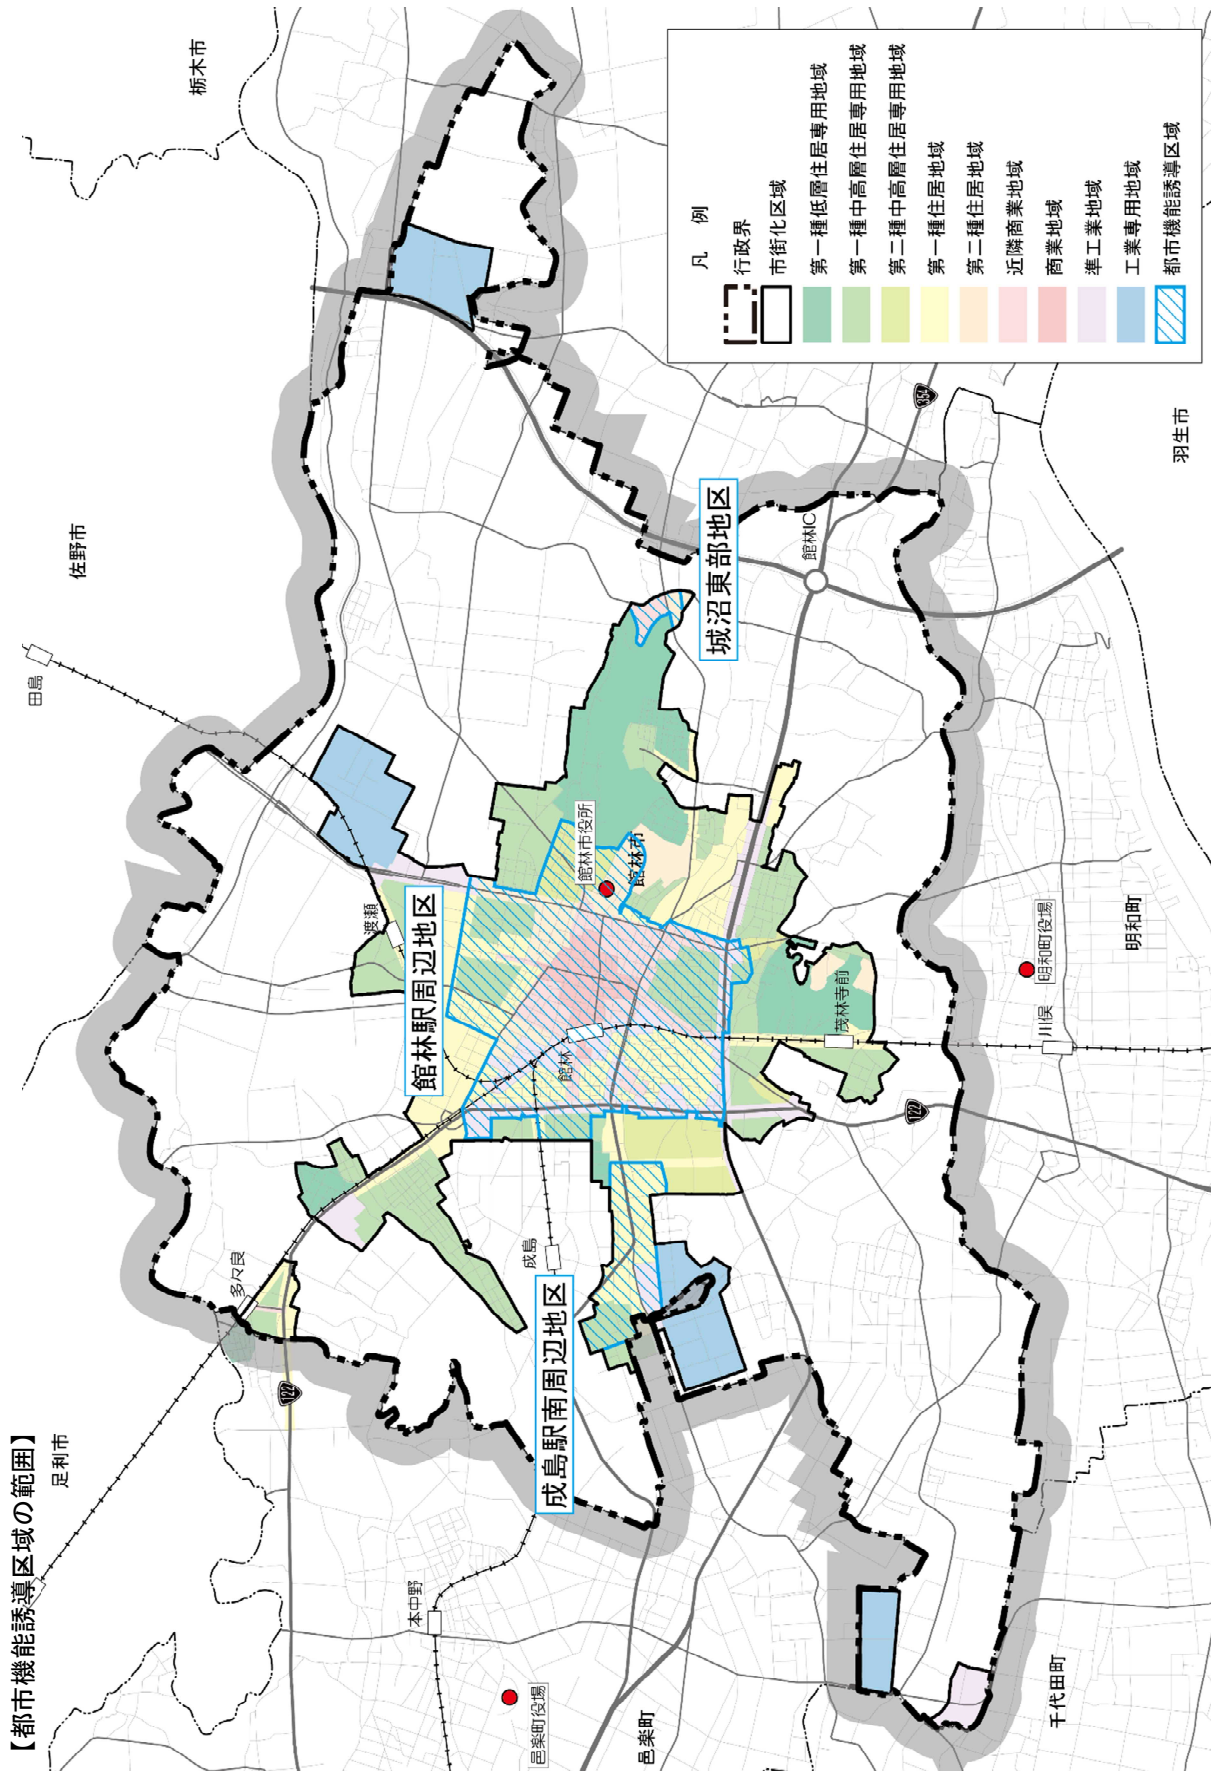 【都市機能誘導区域の範囲】
足利市
佐野市
栃木市
田島
渡瀬
多々良
館林駅周辺地区
館林市役所
館林市
館林
成島
成島駅南周辺地区
城沼東部地区
館林IC
茂林寺前
本中野
邑楽町役場
邑楽町
千代田町
川俣
明和町役場
明和町
羽生市
122
122
354
凡　例
行政界
市街化区域
第一種低層住居専用地域
第一種中高層住居専用地域
第二種中高層住居専用地域
第一種住居地域
第二種住居地域
近隣商業地域
商業地域
準工業地域
工業専用地域
都市機能誘導区域